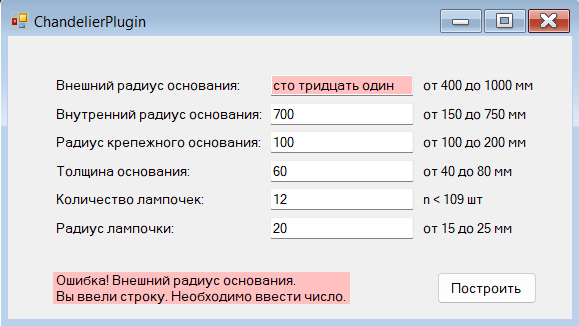 ChandelierPlugin
Внешний радиус основания: сто тридцать один от 400 до 1000 мм
Внутренний радиус основания: 700 от 150 до 750 мм
Радиус крепежного основания: 100 от 100 до 200 мм
Толщина основания: 60 от 40 до 80 мм
Количество лампочек: 12 n < 109 шт
Радиус лампочки: 20 от 15 до 25 мм
Ошибка! Внешний радиус основания.
Вы ввели строку. Необходимо ввести число.
Построить